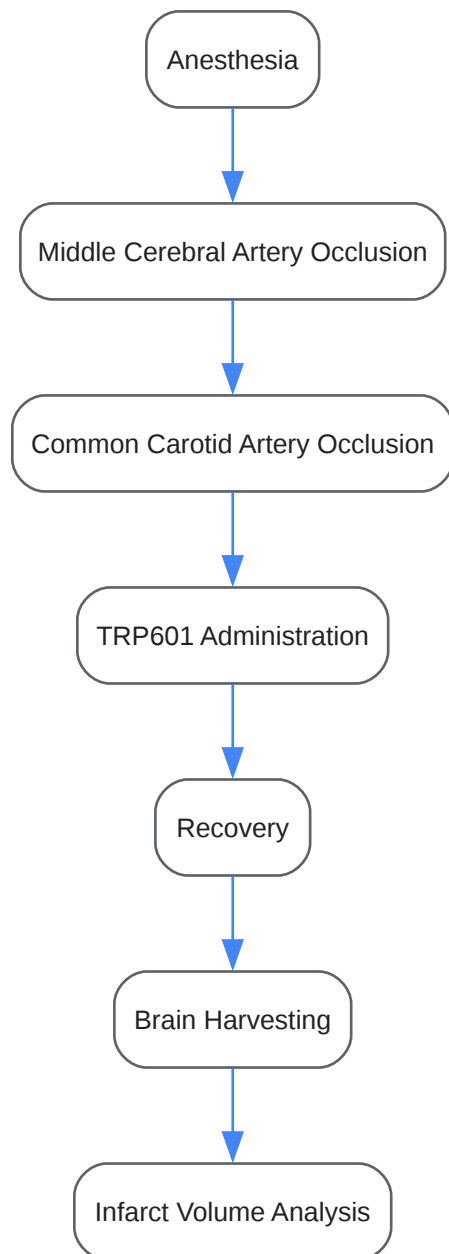 Anesthesia
Middle Cerebral Artery Occlusion
Common Carotid Artery Occlusion
TRP601 Administration
Recovery
Brain Harvesting
Infarct Volume Analysis